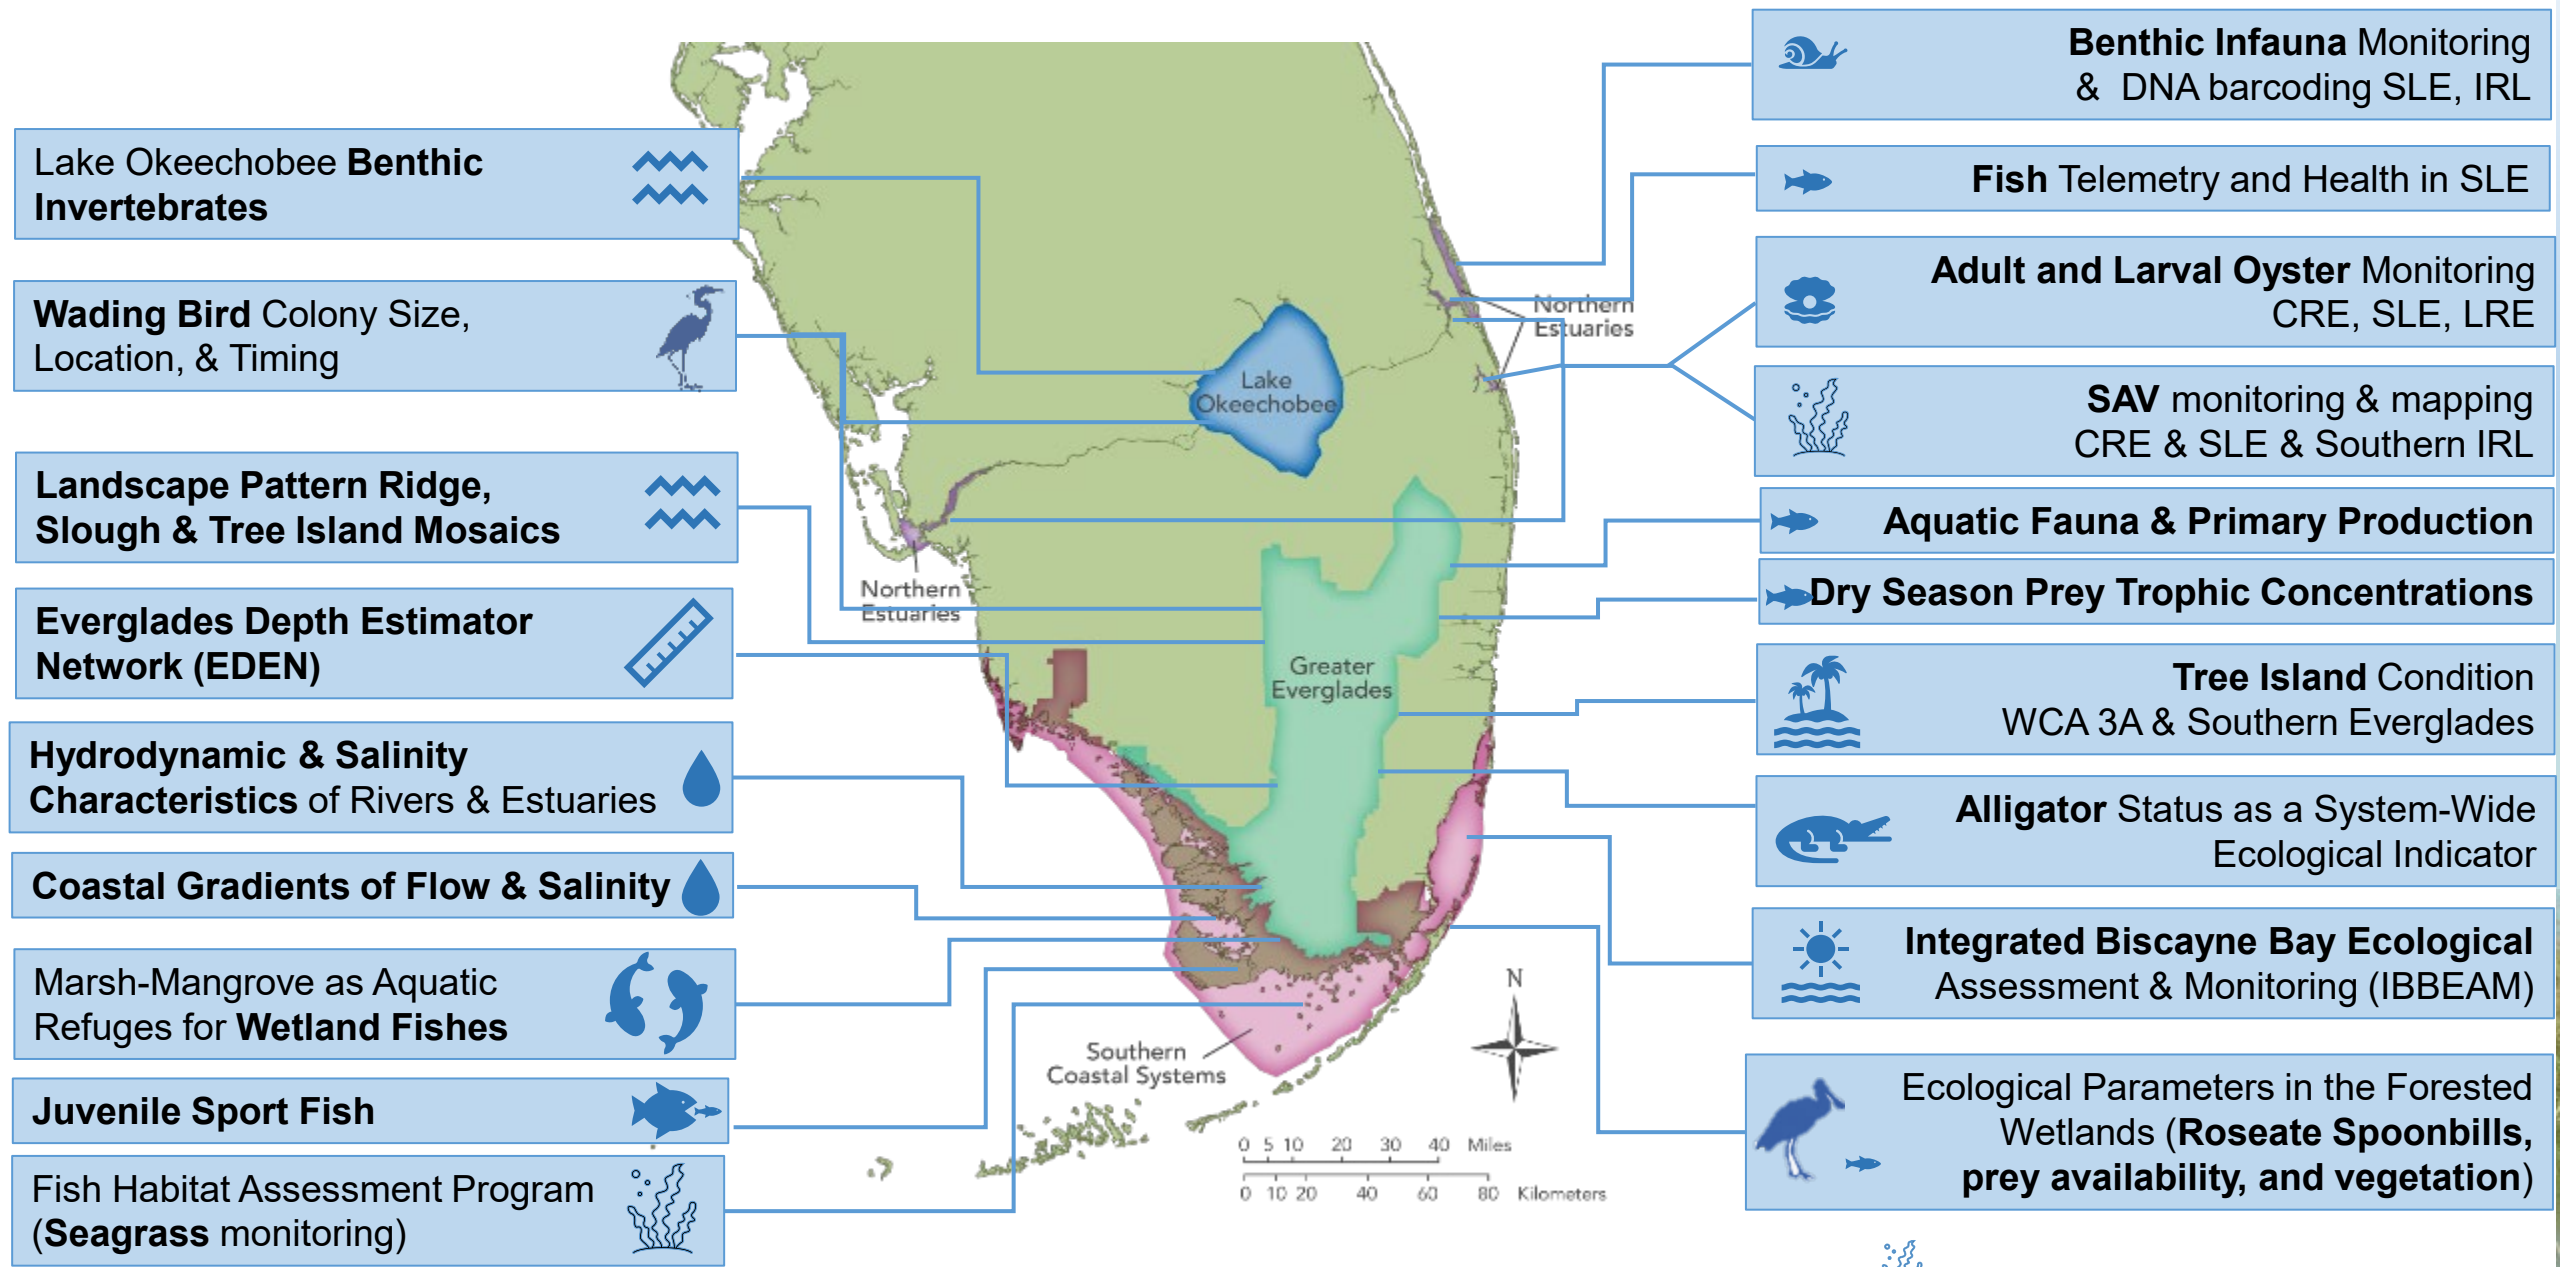 Lake Okeechobee Benthic
Invertebrates
Wading Bird Colony Size,
Location, & Timing
Landscape Pattern Ridge,
Slough & Tree Island Mosaics
Everglades Depth Estimator
Network (EDEN)
Hydrodynamic & Salinity
Characteristics of Rivers & Estuaries
Coastal Gradients of Flow & Salinity
Marsh-Mangrove as Aquatic
Refuges for Wetland Fishes
Juvenile Sport Fish
Fish Habitat Assessment Program
(Seagrass monitoring)
Northern
Estuaries
Lake
Okeechobee
Northern
Estuaries
Greater
Everglades
Southern
Coastal Systems
N
0 5 10 20 30 40 Miles
0 10 20 40 60 80 Kilometers
Benthic Infauna Monitoring
& DNA barcoding SLE, IRL
Fish Telemetry and Health in SLE
Adult and Larval Oyster Monitoring
CRE, SLE, LRE
SAV monitoring & mapping
CRE & SLE & Southern IRL
Aquatic Fauna & Primary Production
Dry Season Prey Trophic Concentrations
Tree Island Condition
WCA 3A & Southern Everglades
Alligator Status as a System-Wide
Ecological Indicator
Integrated Biscayne Bay Ecological
Assessment & Monitoring (IBBEAM)
Ecological Parameters in the Forested
Wetlands (Roseate Spoonbills,
prey availability, and vegetation)